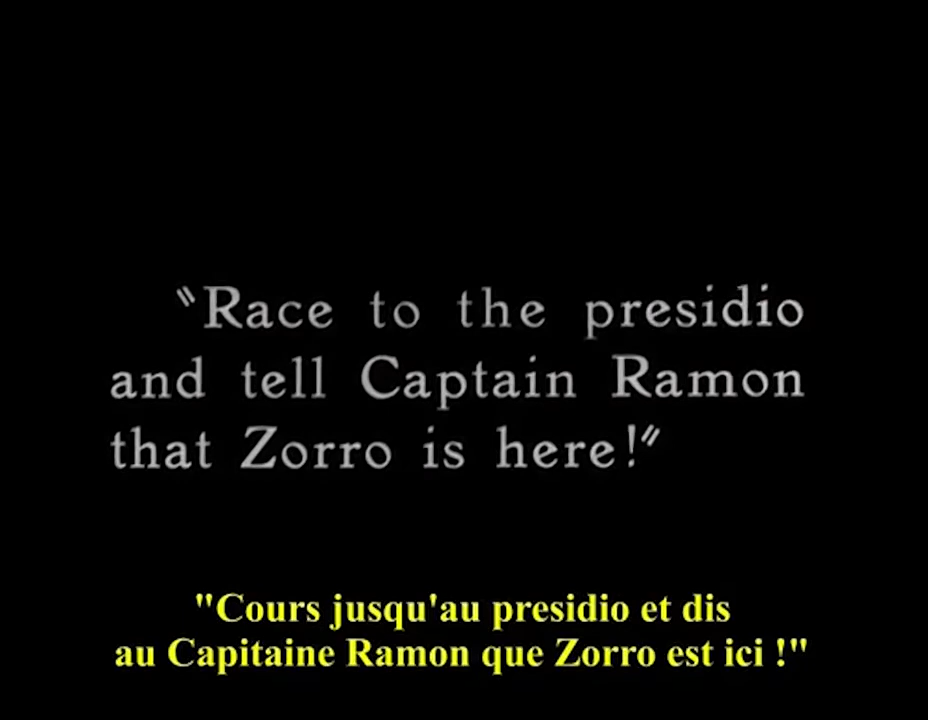 "Race to the presidio
and tell Captain Ramon
that Zorro is here!"
"Cours jusqu'au presidio et dis
au Capitaine Ramon que Zorro est ici !"